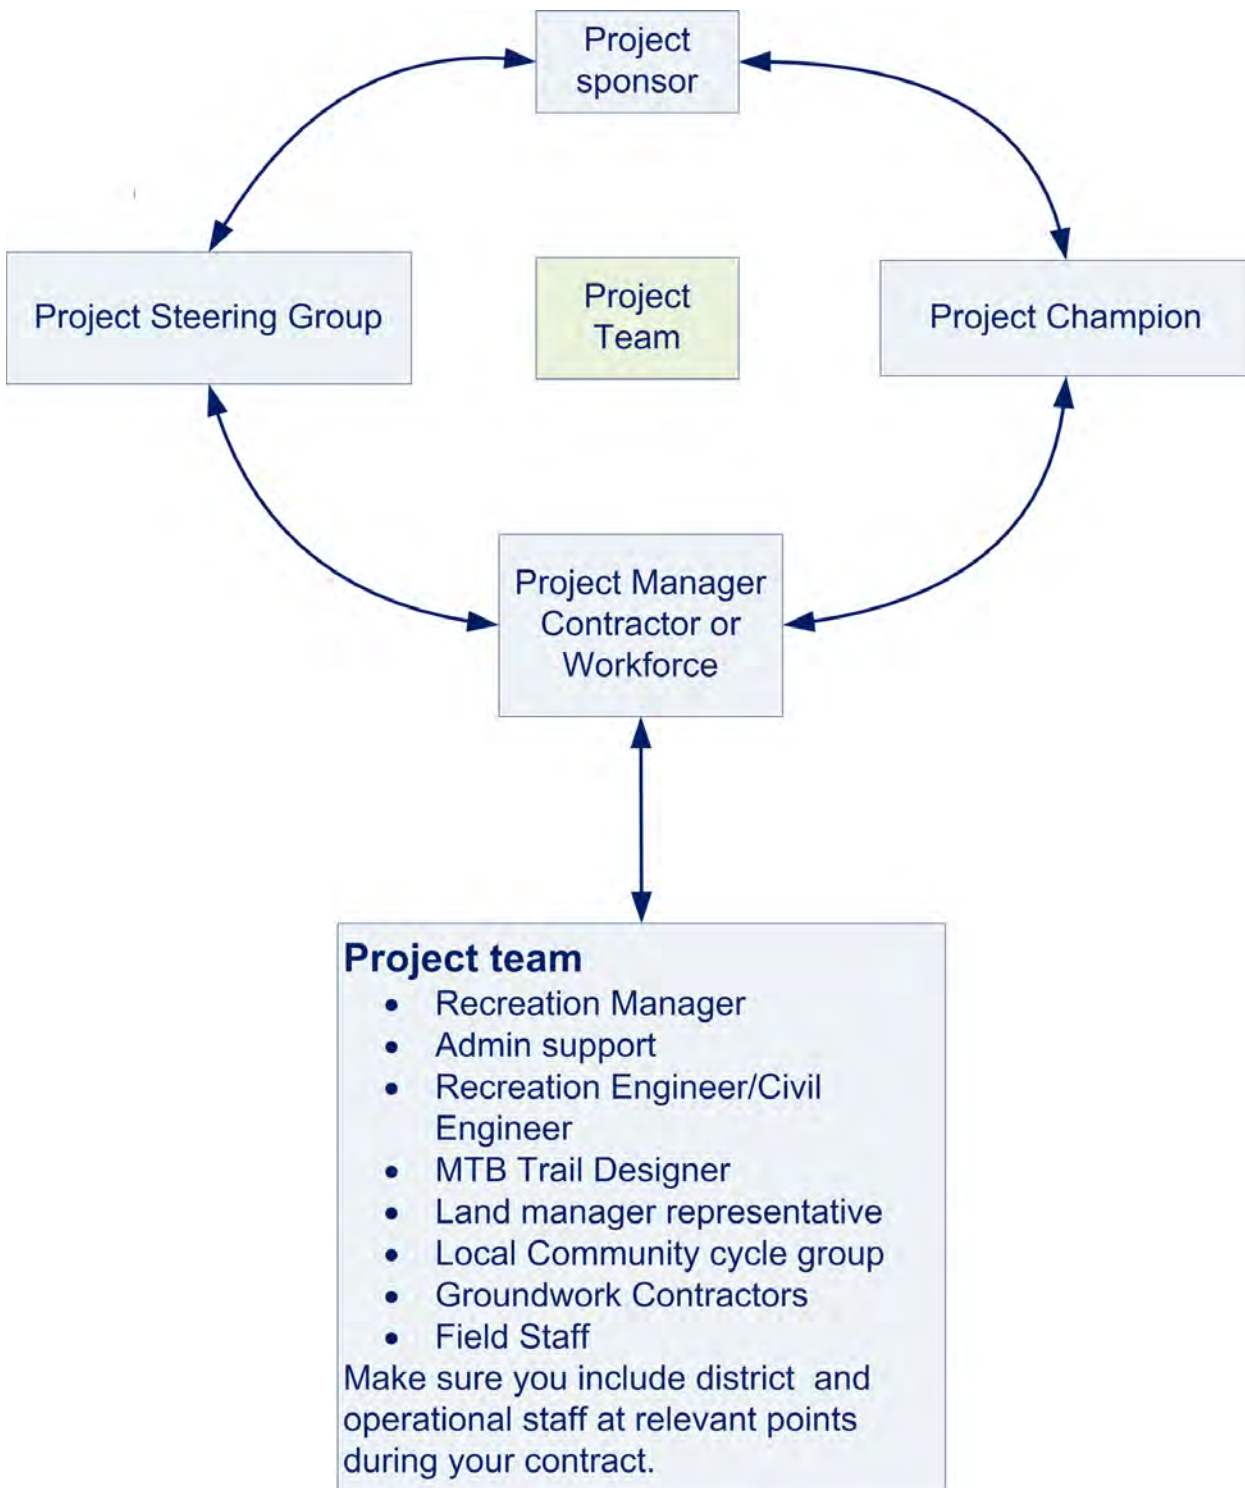 Project
sponsor
Project Steering Group
Project
Team
Project Champion
Project Manager
Contractor or
Workforce
Project team
• Recreation Manager
• Admin support
• Recreation Engineer/Civil
Engineer
• MTB Trail Designer
• Land manager representative
• Local Community cycle group
• Groundwork Contractors
• Field Staff
Make sure you include district  and
operational staff at relevant points
during your contract.